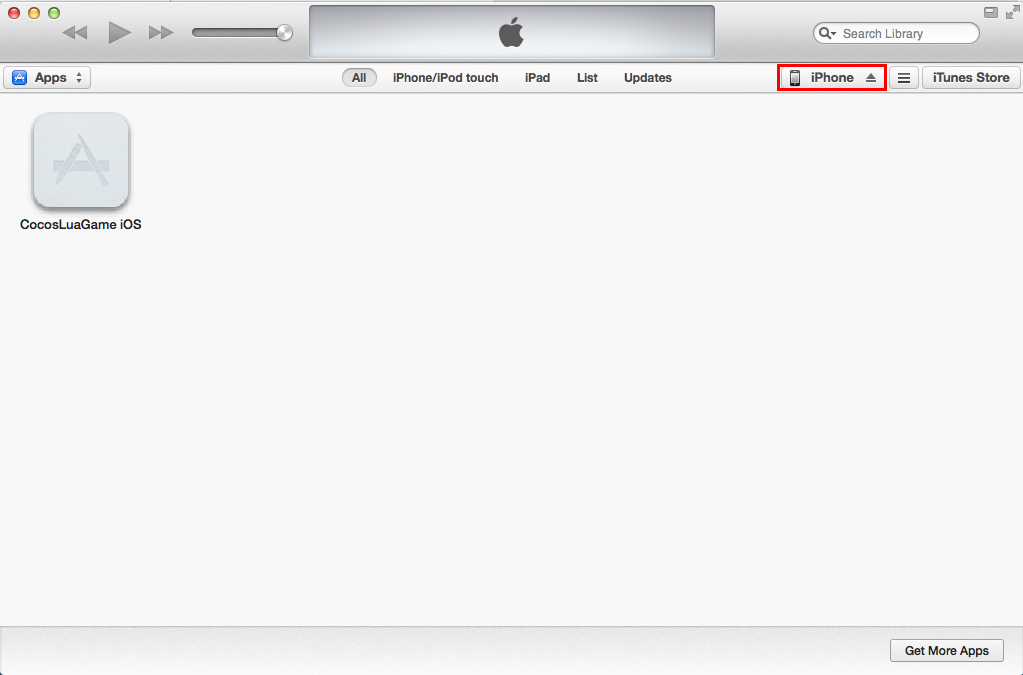 Search Library
Apps All iPhone/iPod touch iPad List Updates iPhone iTunes Store
CocosLuaGame iOS
Get More Apps